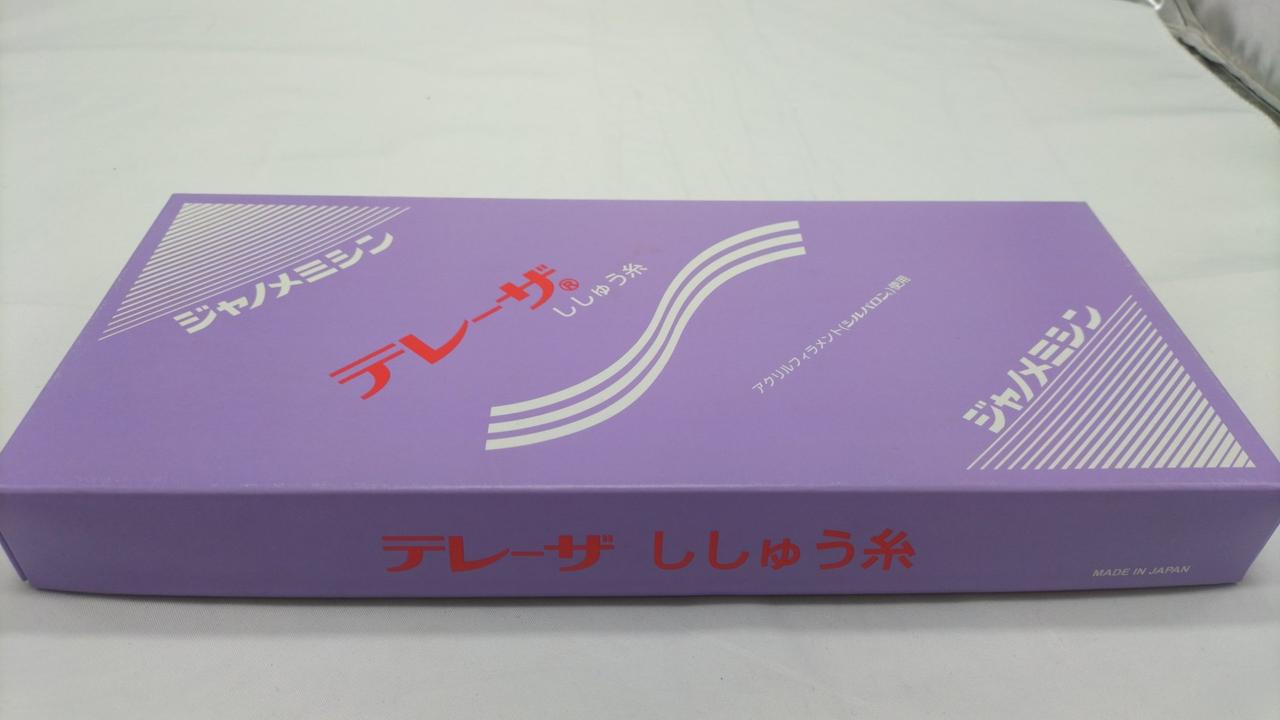 ジャノメミシン
テレーザ®
ししゅう糸
アクリルフィラメント(シルパロン)使用
ジャノメミシン
テレーザ ししゅう糸
MADE IN JAPAN